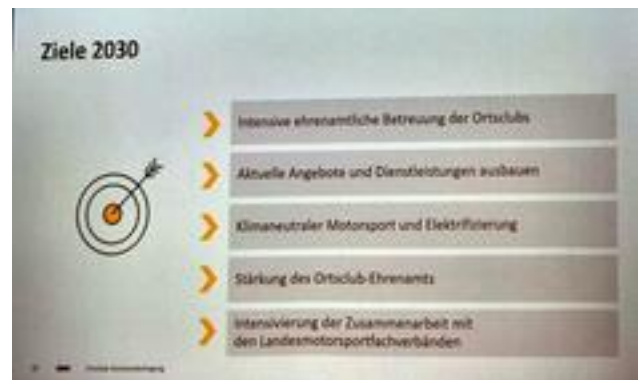 Ziele 2030
Intensive ehrenamtliche Betreuung der Ortsclubs
Aktuelle Angebote und Dienstleistungen ausbauen
Klimaneutraler Motorsport und Elektrifizierung
Stärkung des Ortsclub-Ehrenamts
Intensivierung der Zusammenarbeit mit
den Landesmotorsportfachverbänden